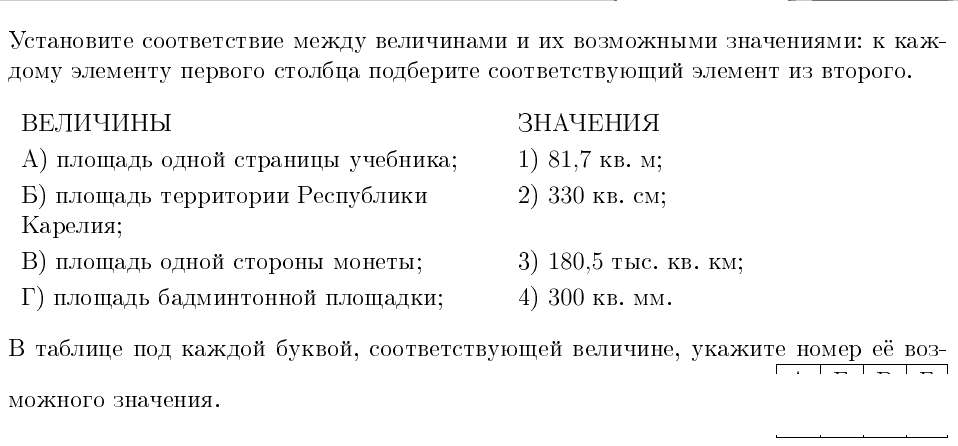 Установите соответствие между величинами и их возможными значениями: к каж-
дому элементу первого столбца подберите соответствующий элемент из второго.
ВЕЛИЧИНЫ ЗНАЧЕНИЯ
А) площадь одной страницы учебника; 1) 81,7 кв. м;
Б) площадь территории Республики 2) 330 кв. см;
Карелия;
В) площадь одной стороны монеты; 3) 180,5 тыс. кв. км;
Г) площадь бадминтонной площадки; 4) 300 кв. мм.
В таблице под каждой буквой, соответствующей величине, укажите номер её воз-
можного значения.